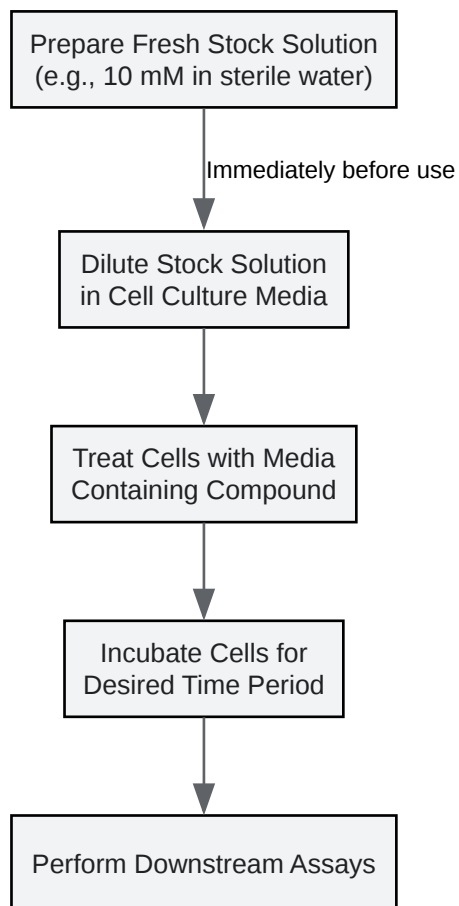 Prepare Fresh Stock Solution
(e.g., 10 mM in sterile water)
Immediately before use
Dilute Stock Solution
in Cell Culture Media
Treat Cells with Media
Containing Compound
Incubate Cells for
Desired Time Period
Perform Downstream Assays